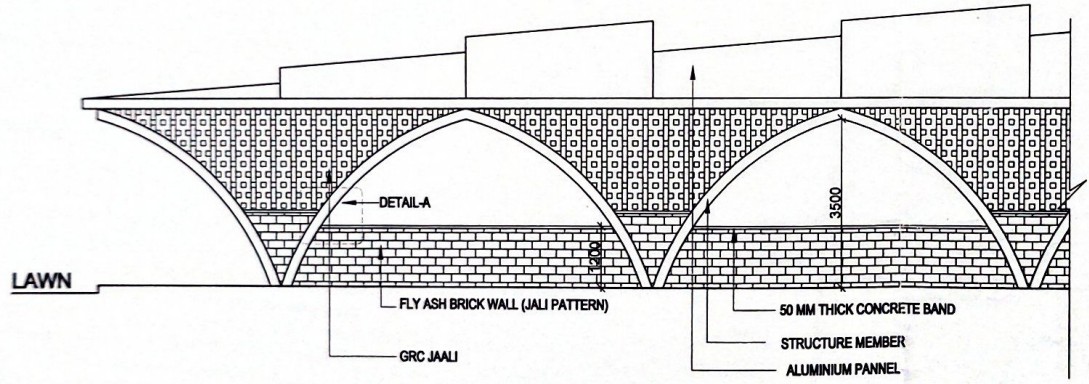 3500
DETAIL-A
1200
LAWN
FLY ASH BRICK WALL (JALI PATTERN)
50 MM THICK CONCRETE BAND
STRUCTURE MEMBER
GRC JAALI
ALUMINIUM PANNEL